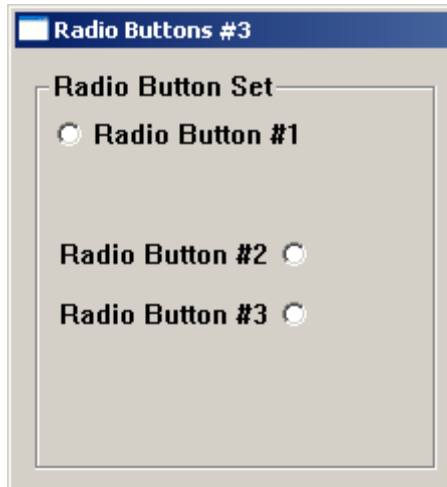 Radio Buttons #3
Radio Button Set
Radio Button #1
Radio Button #2
Radio Button #3